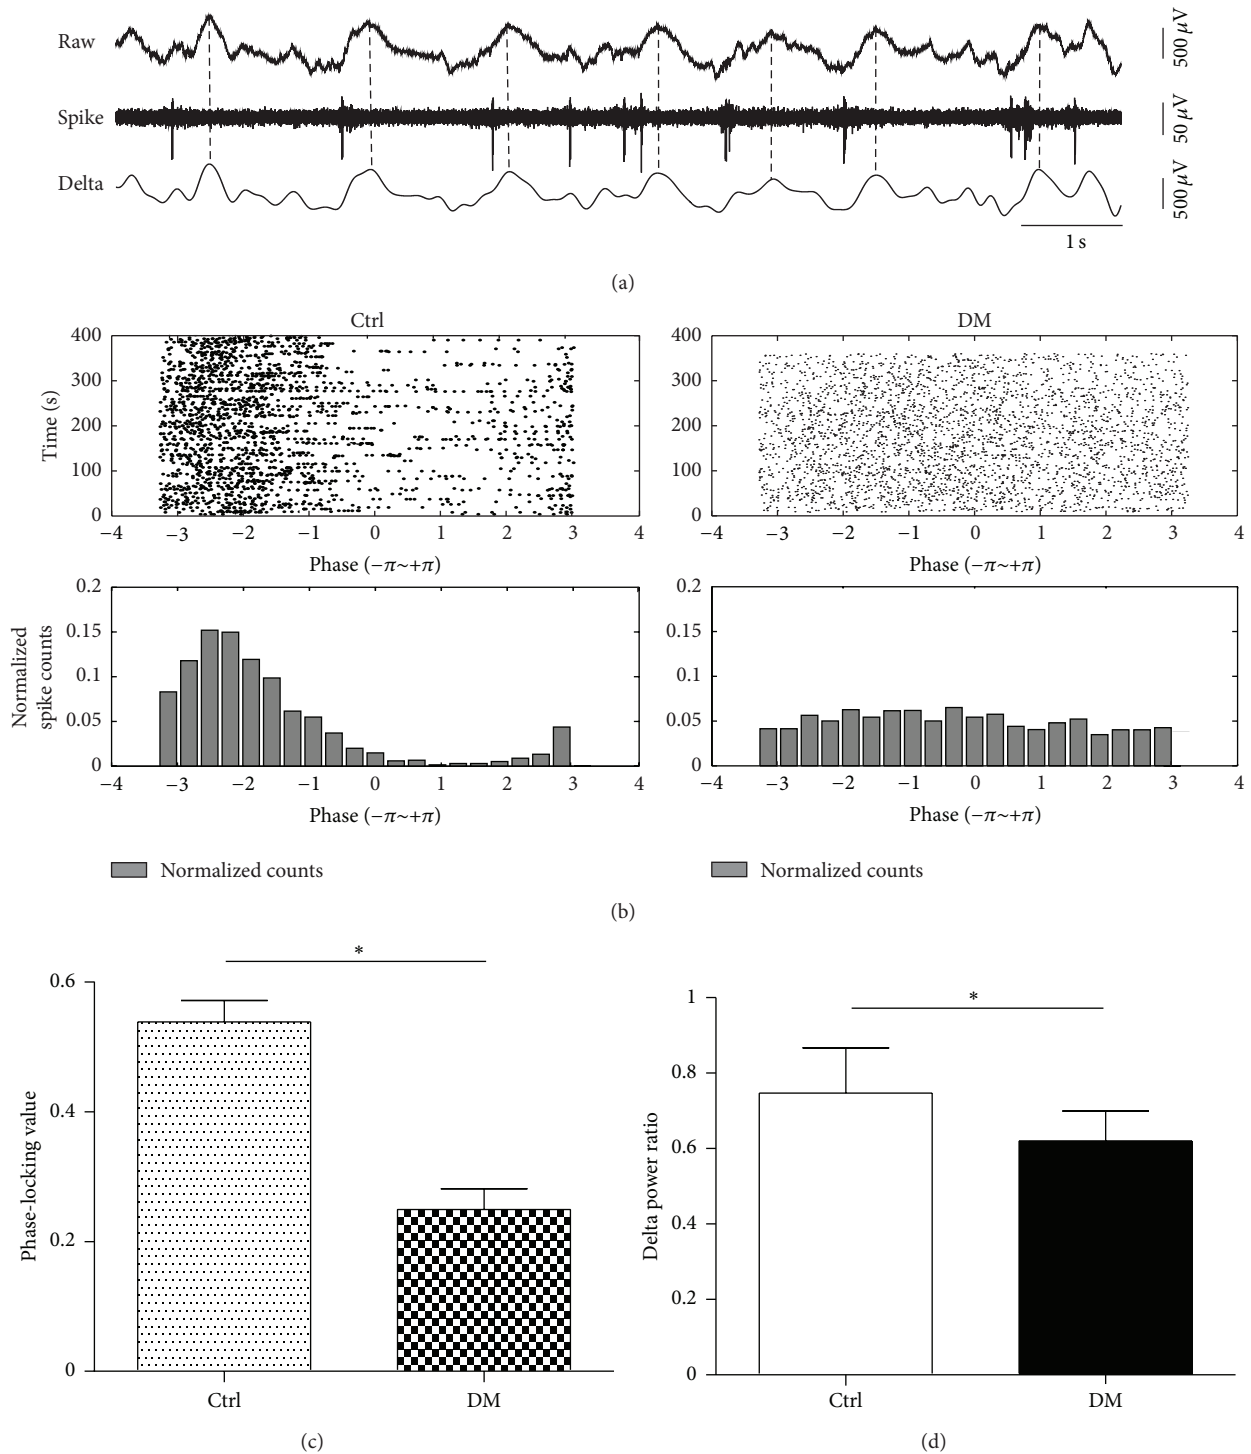 Raw
500 μV
Spike
50 μV
Delta
500 μV
1 s
(a)
Ctrl
DM
400
300
200
100
0
Time (s)
−4 −3 −2 −1 0 1 2 3 4
Phase (−π~+π)
400
300
200
100
0
−4 −3 −2 −1 0 1 2 3 4
Phase (−π~+π)
0.2
0.15
0.1
0.05
0
Normalized
spike counts
−4 −3 −2 −1 0 1 2 3 4
Phase (−π~+π)
0.2
0.15
0.1
0.05
0
−4 −3 −2 −1 0 1 2 3 4
Phase (−π~+π)
Normalized counts
Normalized counts
(b)
*
0.6
0.4
0.2
0
Phase-locking value
Ctrl DM
(c)
*
1
0.8
0.6
0.4
0.2
0
Delta power ratio
Ctrl DM
(d)